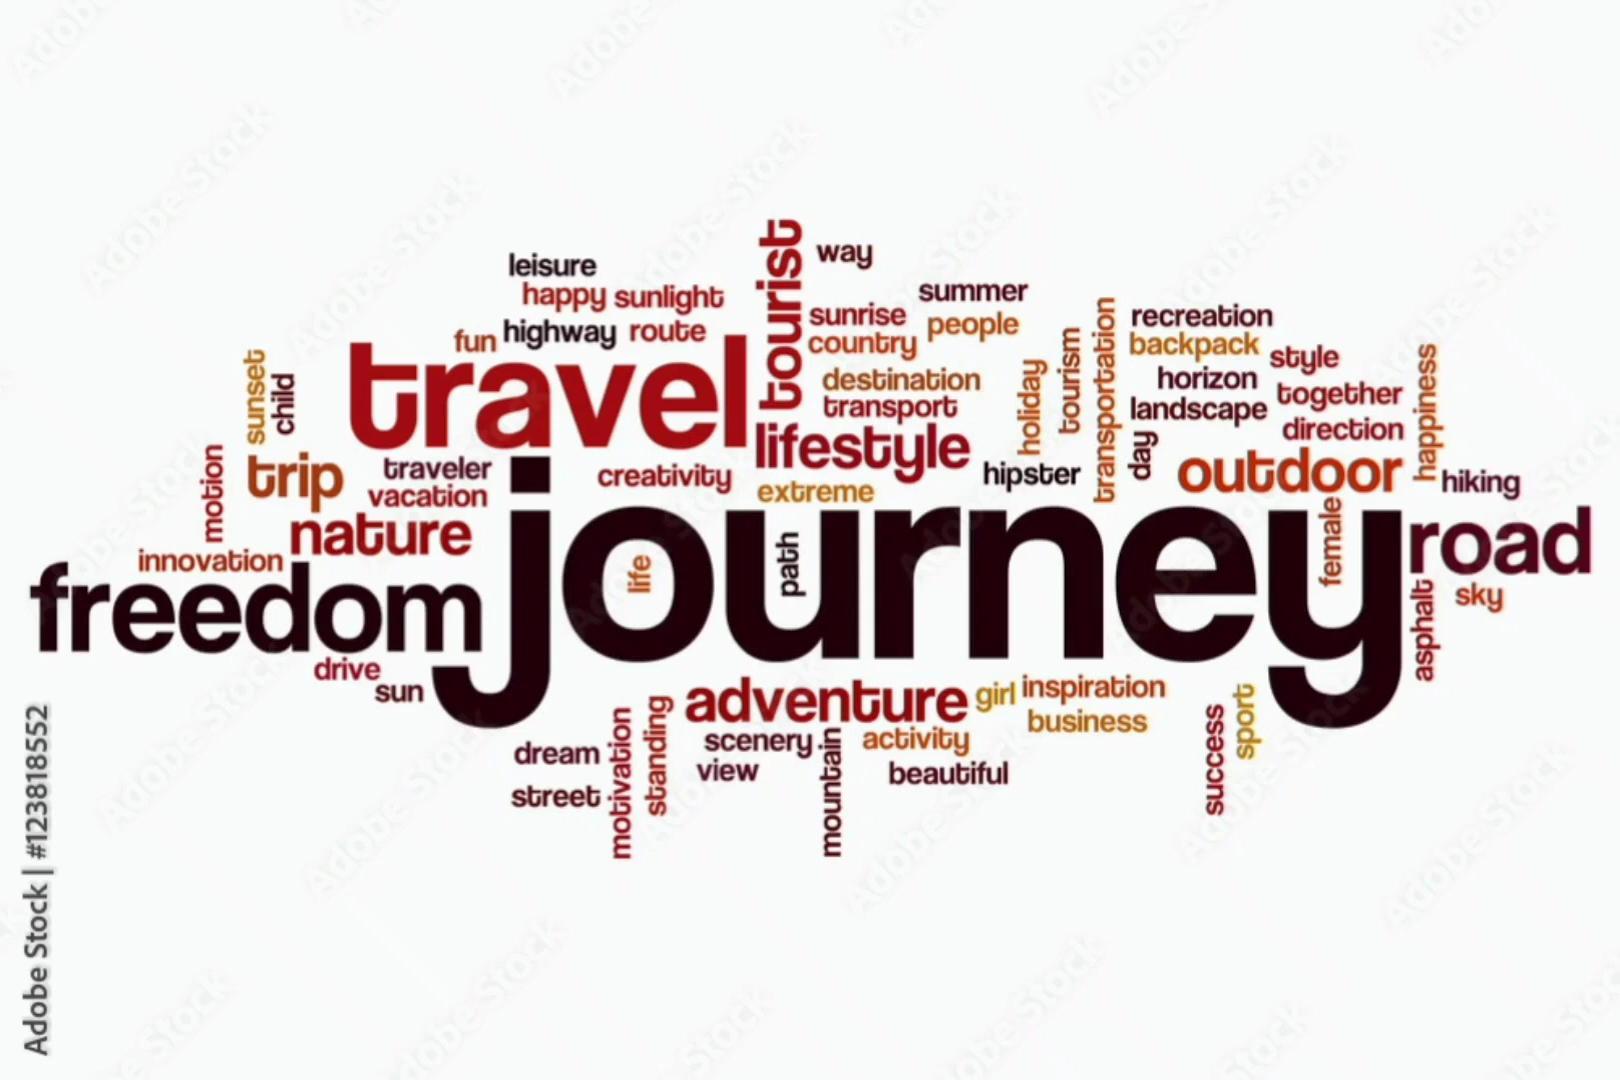 tourist
way
leisure
happy
sunlight
summer
sunrise
people
recreation
fun
highway
route
country
backpack
transportation
tourism
holiday
style
happiness
sunset
child
travel
destination
transport
horizon
together
landscape
direction
lifestyle
day
motion
trip
traveler
vacation
creativity
extreme
hipster
outdoor
hiking
nature
innovation
freedom
journey
life
path
female
road
sky
asphalt
drive
sun
adventure
girl
inspiration
business
sport
success
dream
motivation
standing
scenery
mountain
activity
view
beautiful
street
Adobe Stock | #123818552
Adobe Stock